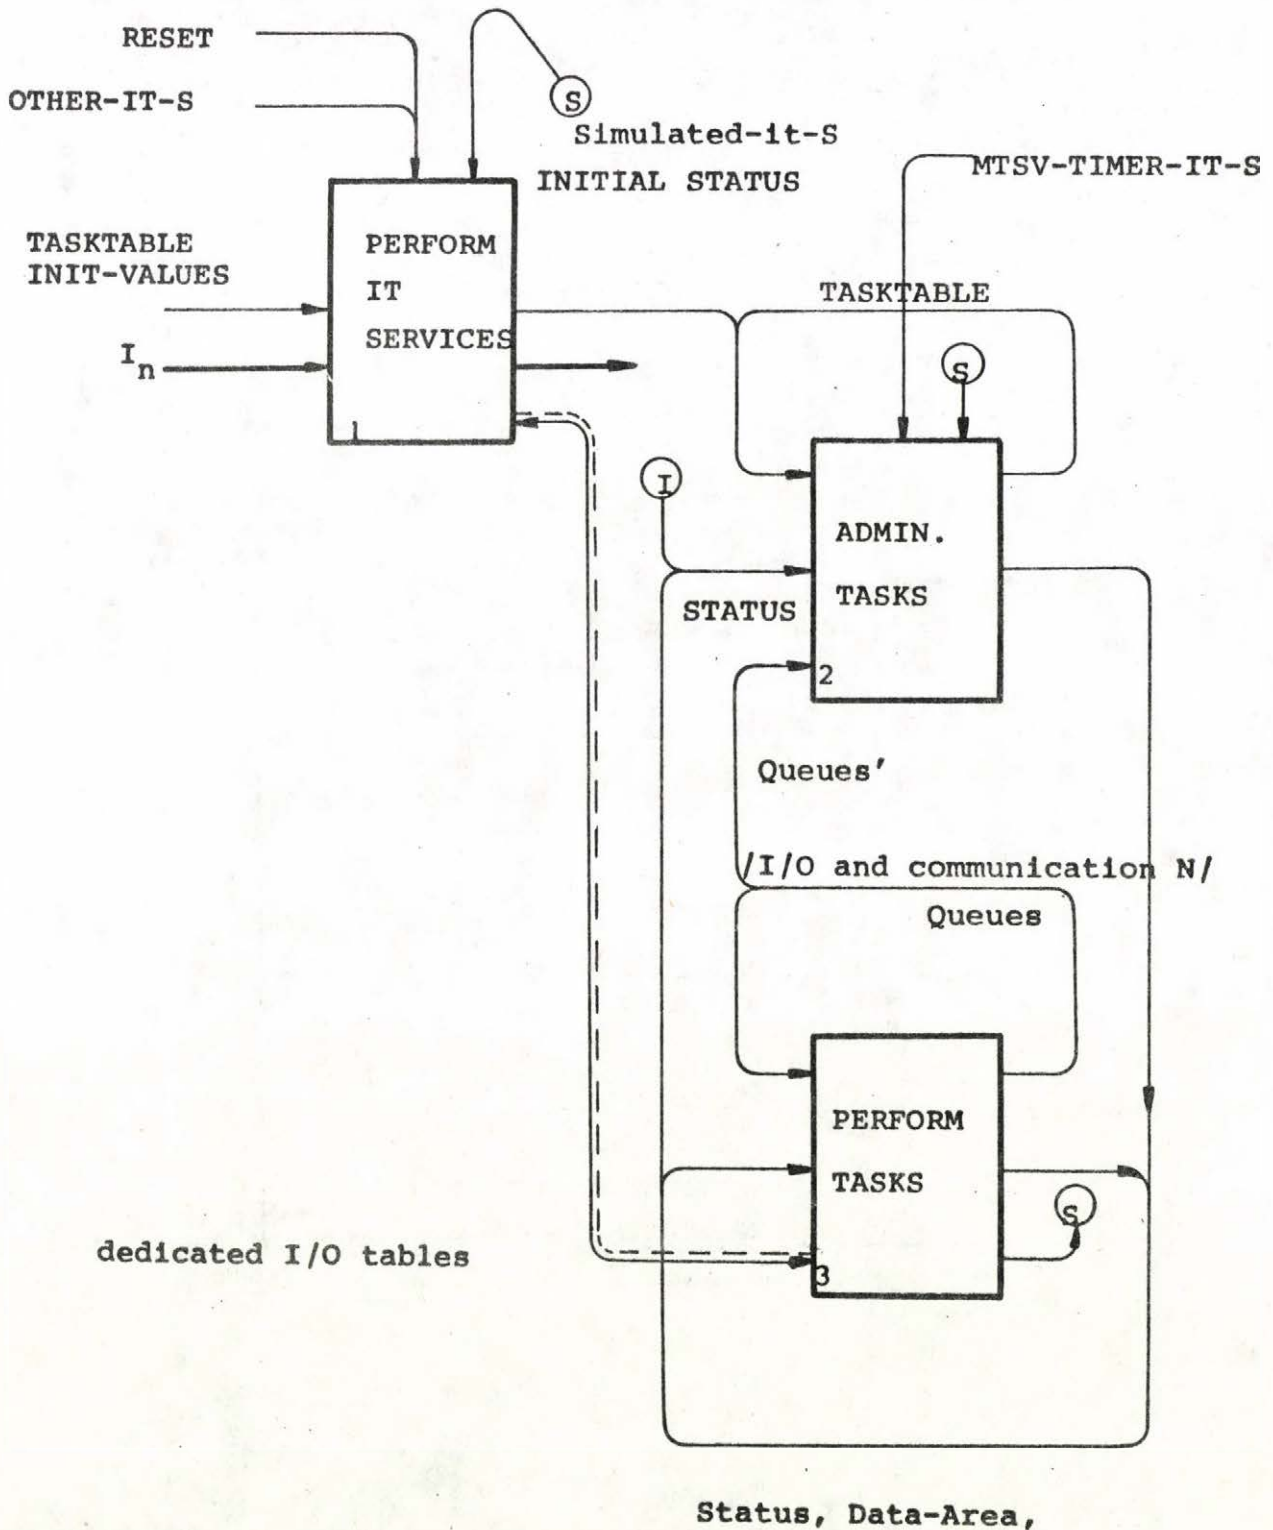 RESET
OTHER-IT-S
S
Simulated-it-S
INITIAL STATUS
MTSV-TIMER-IT-S
TASKTABLE
INIT-VALUES
I n
PERFORM
IT
SERVICES
1
TASKTABLE
S
I
ADMIN.
TASKS
STATUS
2
Queues'
/I/O and communication N/
Queues
PERFORM
TASKS
S
3
dedicated I/O tables
Status, Data-Area,